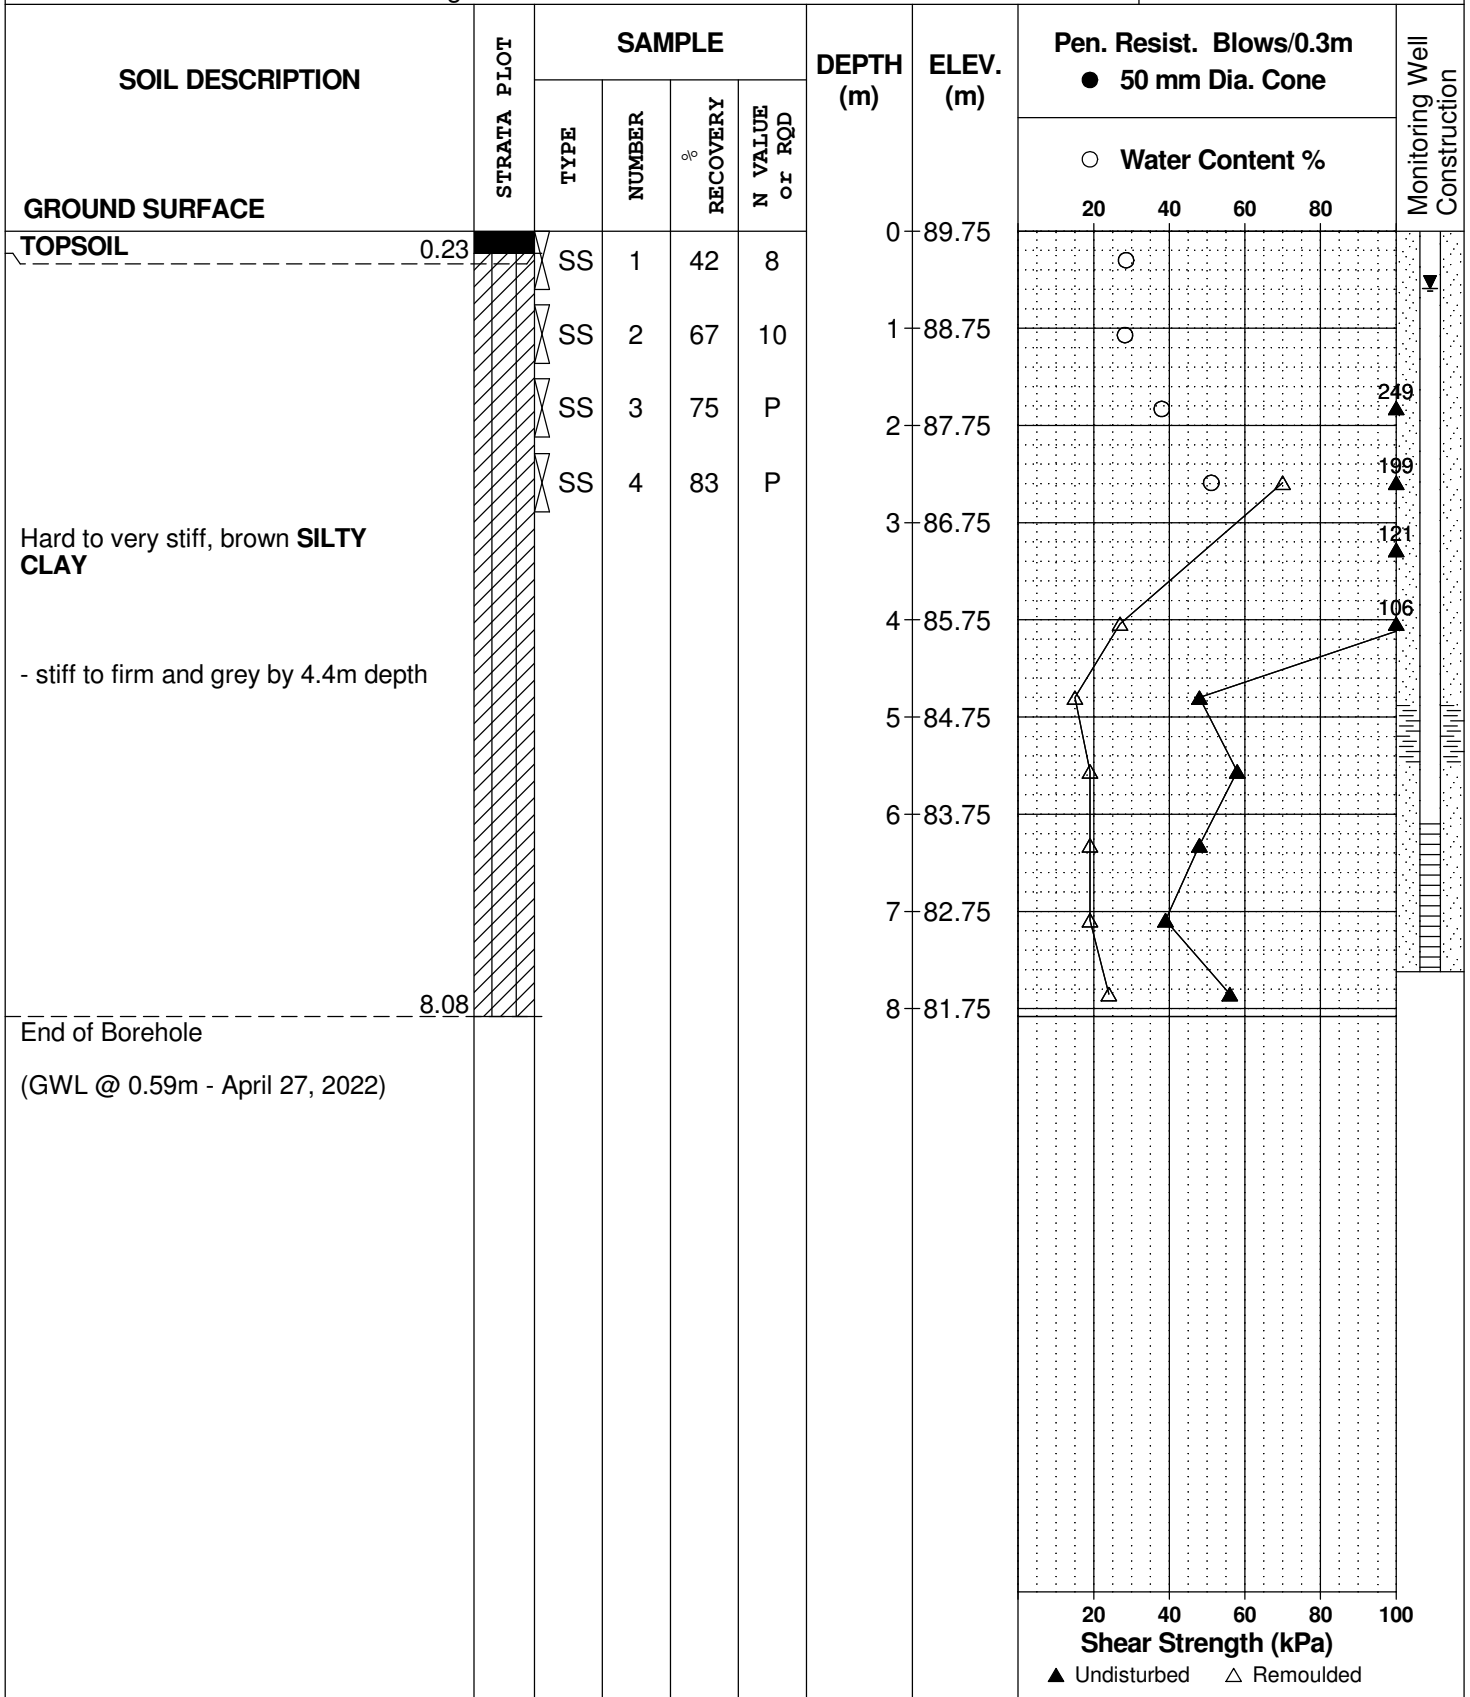 SOIL DESCRIPTION
GROUND SURFACE
STRATA PLOT
SAMPLE
TYPE
NUMBER
%
RECOVERY
N VALUE
or RQD
DEPTH
(m)
ELEV.
(m)
Pen. Resist. Blows/0.3m
● 50 mm Dia. Cone
○ Water Content %
20 40 60 80
Monitoring Well
Construction
TOPSOIL 0.23
SS 1 42 8
SS 2 67 10
SS 3 75 P
SS 4 83 P
0 89.75
1 88.75
2 87.75
3 86.75
4 85.75
5 84.75
6 83.75
7 82.75
8 81.75
249
199
121
106
Hard to very stiff, brown SILTY
CLAY
- stiff to firm and grey by 4.4m depth
8.08
End of Borehole
(GWL @ 0.59m - April 27, 2022)
20 40 60 80 100
Shear Strength (kPa)
▲ Undisturbed △ Remoulded